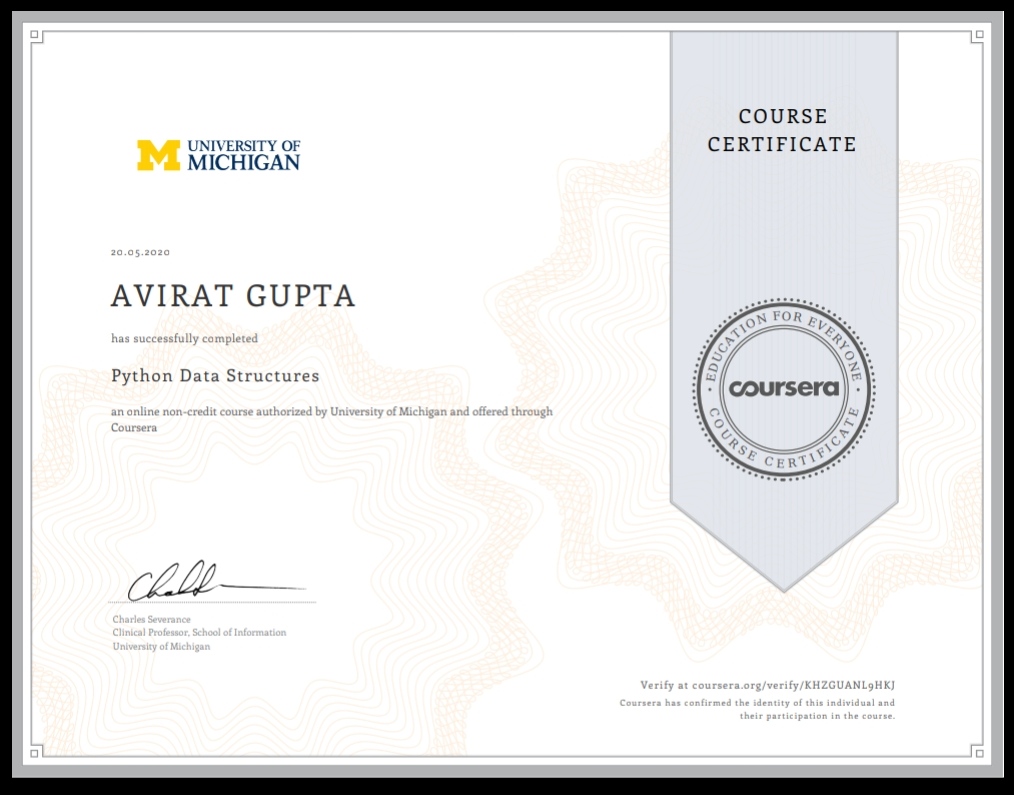 UNIVERSITY OF
MICHIGAN
COURSE
CERTIFICATE
20.05.2020
AVIRAT GUPTA
has successfully completed
Python Data Structures
an online non-credit course authorized by University of Michigan and offered through
Coursera
EDUCATION FOR EVERYONE
coursera
COURSE CERTIFICATE
Charles Severance
Clinical Professor, School of Information
University of Michigan
Verify at coursera.org/verify/KHZGUANL9HKJ
Coursera has confirmed the identity of this individual and
their participation in the course.